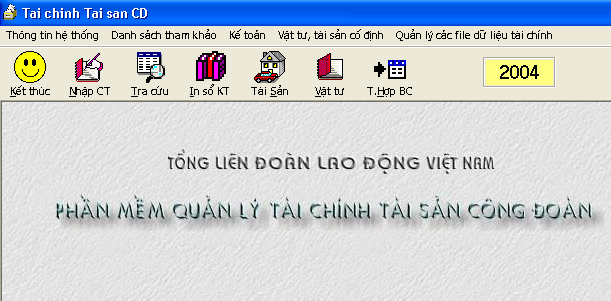 Tai chinh Tai san CD
Thông tin hệ thống Danh sách tham khảo Kế toán Vật tư, tài sản cố định Quản lý các file dữ liệu tài chính
Kết thúc Nhập CT Tra cứu In sổ KT Tài Sản Vật tư T.Hợp BC 2004
TỔNG LIÊN ĐOÀN LAO ĐỘNG VIỆT NAM
PHẦN MỀM QUẢN LÝ TÀI CHÍNH TÀI SẢN CÔNG ĐOÀN